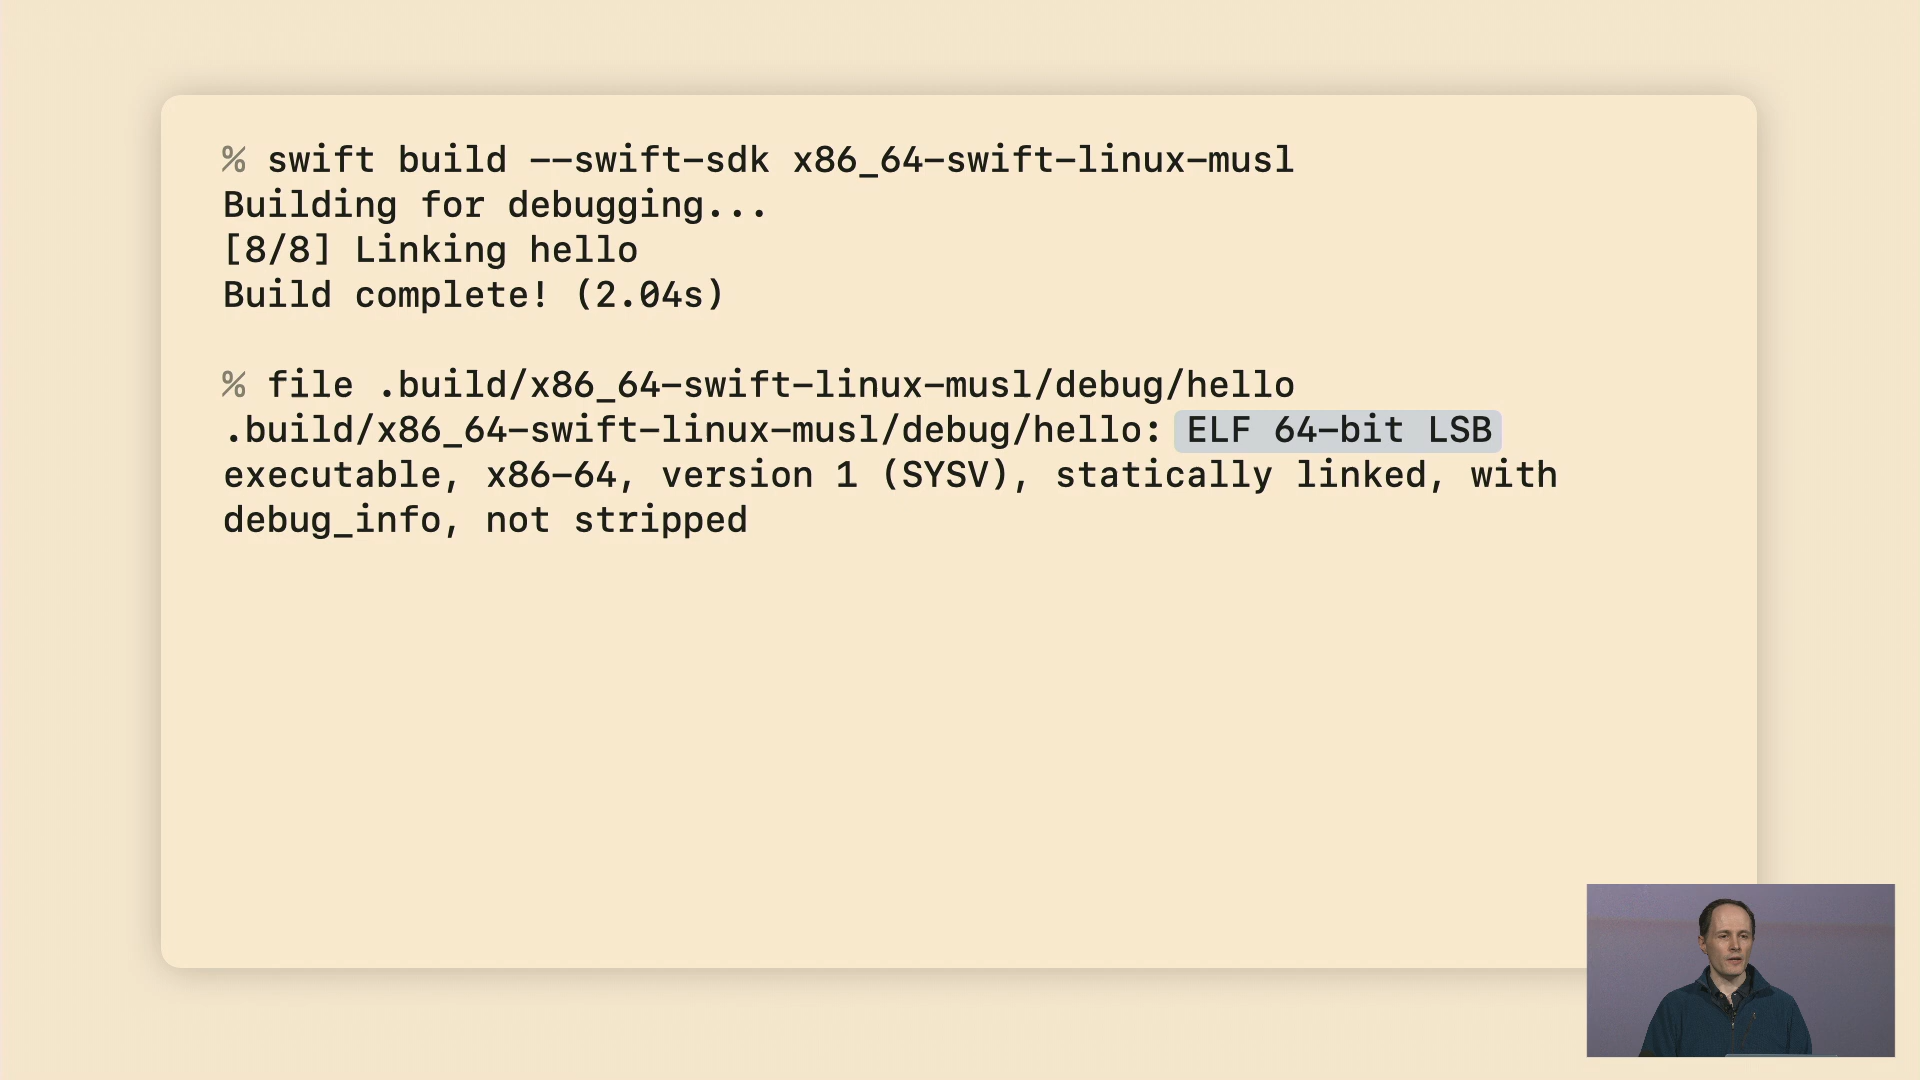 % swift build --swift-sdk x86_64-swift-linux-musl
Building for debugging...
[8/8] Linking hello
Build complete! (2.04s)
% file .build/x86_64-swift-linux-musl/debug/hello
.build/x86_64-swift-linux-musl/debug/hello: ELF 64-bit LSB
executable, x86-64, version 1 (SYSV), statically linked, with
debug_info, not stripped